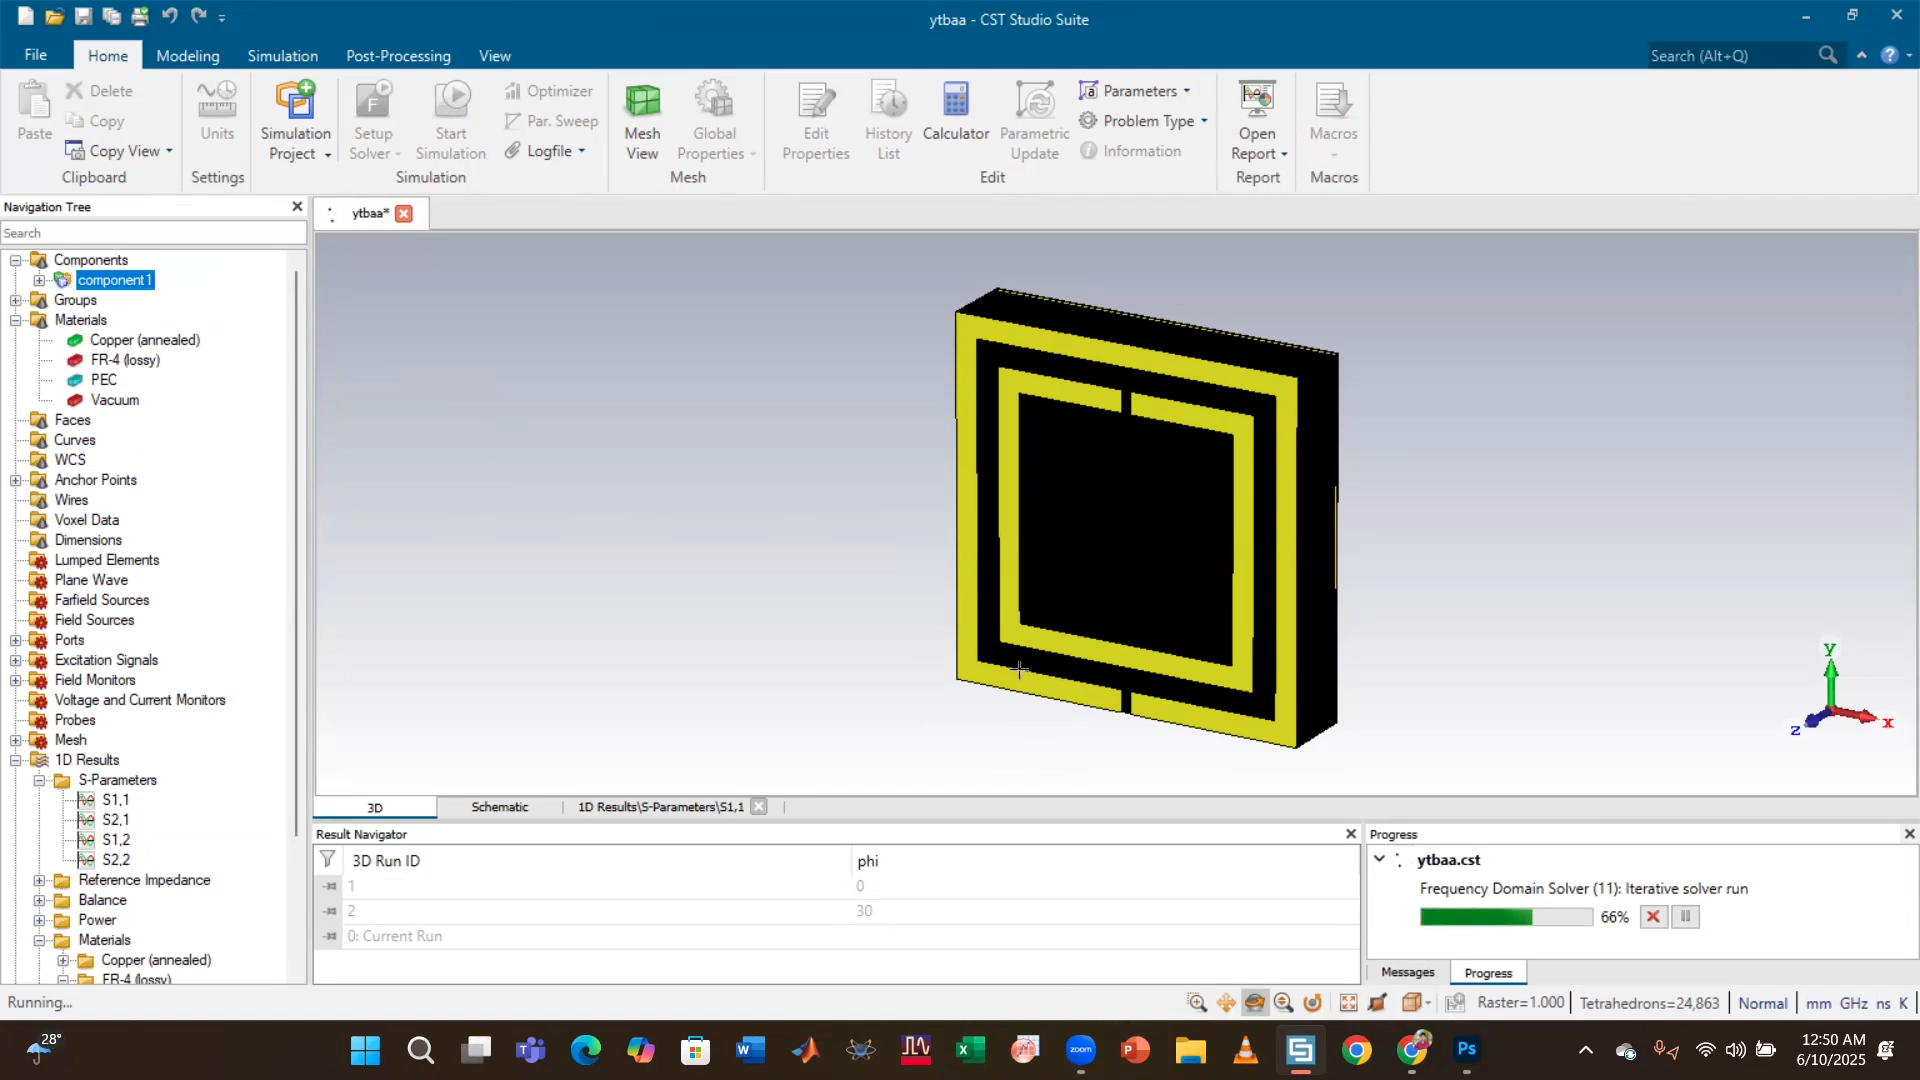 ytbaa - CST Studio Suite
File
Home
Modeling
Simulation
Post-Processing
View
Search (Alt+Q)
Paste
Delete
Copy
Copy View
Clipboard
Units
Settings
Simulation
Project
Setup
Solver
Start
Simulation
Optimizer
Par. Sweep
Logfile
Simulation
Mesh
View
Global
Properties
Mesh
Edit
Properties
History
List
Calculator
Parametric
Update
Parameters
Problem Type
Information
Edit
Open
Report
Report
Macros
Macros
Navigation Tree
Search
Components
component1
Groups
Materials
Copper (annealed)
FR-4 (lossy)
PEC
Vacuum
Faces
Curves
WCS
Anchor Points
Wires
Voxel Data
Dimensions
Lumped Elements
Plane Wave
Farfield Sources
Field Sources
Ports
Excitation Signals
Field Monitors
Voltage and Current Monitors
Probes
Mesh
1D Results
S-Parameters
S1,1
S2,1
S1,2
S2,2
Reference Impedance
Balance
Power
Materials
Copper (annealed)
FR-4 (lossy)
ytbaa*
y
x
z
3D
Schematic
1D Results\S-Parameters\S1,1
Result Navigator
3D Run ID
phi
1
0
2
30
0: Current Run
Progress
ytbaa.cst
Frequency Domain Solver (11): Iterative solver run
66%
Messages
Progress
Running...
Raster=1.000
Tetrahedrons=24,863
Normal
mm GHz ns K
28°
zoom
12:50 AM
6/10/2025